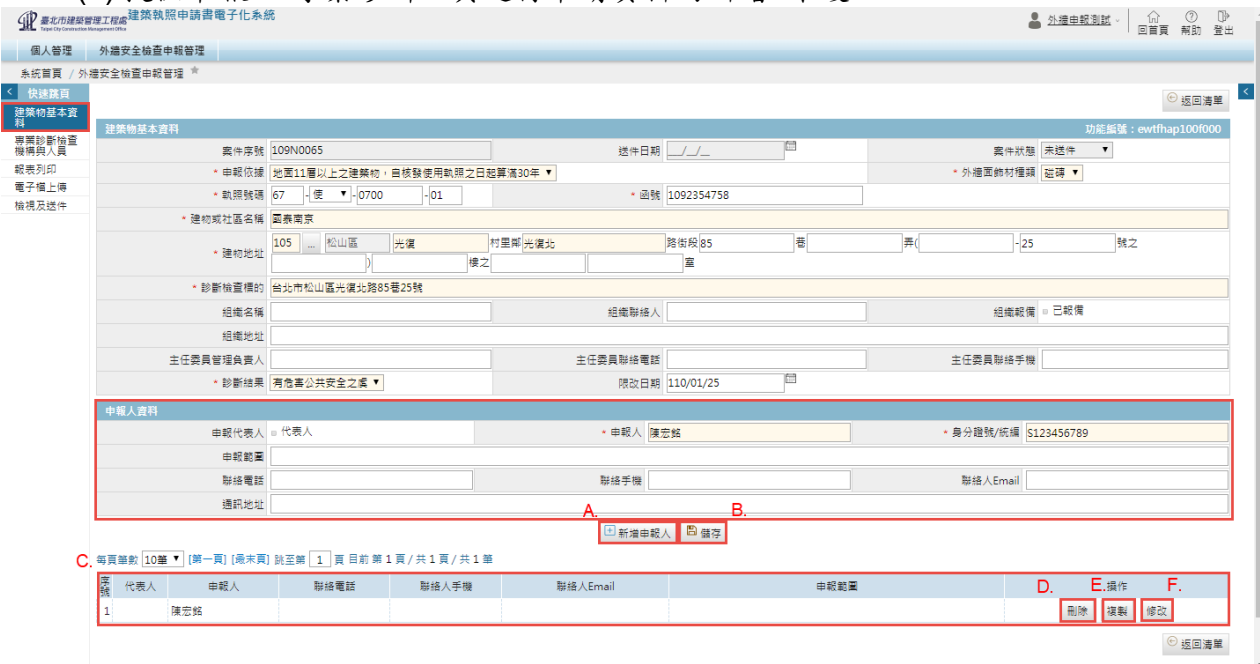 臺北市建築管理工程處 建築執照申請書電子化系統
Taipei City Construction Management Office
外牆申報測試 回首頁 幫助 登出
個人管理 外牆安全檢查申報管理
系統首頁 / 外牆安全檢查申報管理
快速跳頁
建築物基本資料
專業診斷檢查機構與人員
報表列印
電子檔上傳
檢視及送件
返回清單
建築物基本資料 功能編號：ewtfhap100f000
案件序號 109N0065 送件日期 __/_/_ 案件狀態 未送件 ▼
* 申報依據 地面11層以上之建築物，自核發使用執照之日起算滿30年 ▼ * 外牆面飾材種類 磁磚 ▼
* 執照號碼 67 - 使 ▼ - 0700 - 01 * 函號 1092354758
* 建物或社區名稱 國泰南京
* 建物地址 105 ... 松山區 光復 村里鄰 光復北 路街段 85 巷 弄( - 25 號之
) 樓之 室
* 診斷檢查標的 台北市松山區光復北路85巷25號
組織名稱 組織聯絡人 組織報備 已報備
組織地址
主任委員管理負責人 主任委員聯絡電話 主任委員聯絡手機
* 診斷結果 有危害公共安全之虞 ▼ 限改日期 110/01/25
申報人資料
申報代表人 代表人 * 申報人 陳宏銘 * 身分證號/統編 S123456789
申報範圍
聯絡電話 聯絡手機 聯絡人Email
通訊地址
A. B.
新增申報人 儲存
C. 每頁筆數 10筆 ▼ [第一頁] [最末頁] 跳至第 1 頁 目前 第 1 頁 / 共 1 頁 / 共 1 筆
序號 代表人 申報人 聯絡電話 聯絡人手機 聯絡人Email 申報範圍 D. E. 操作 F.
1 陳宏銘 刪除 複製 修改
返回清單